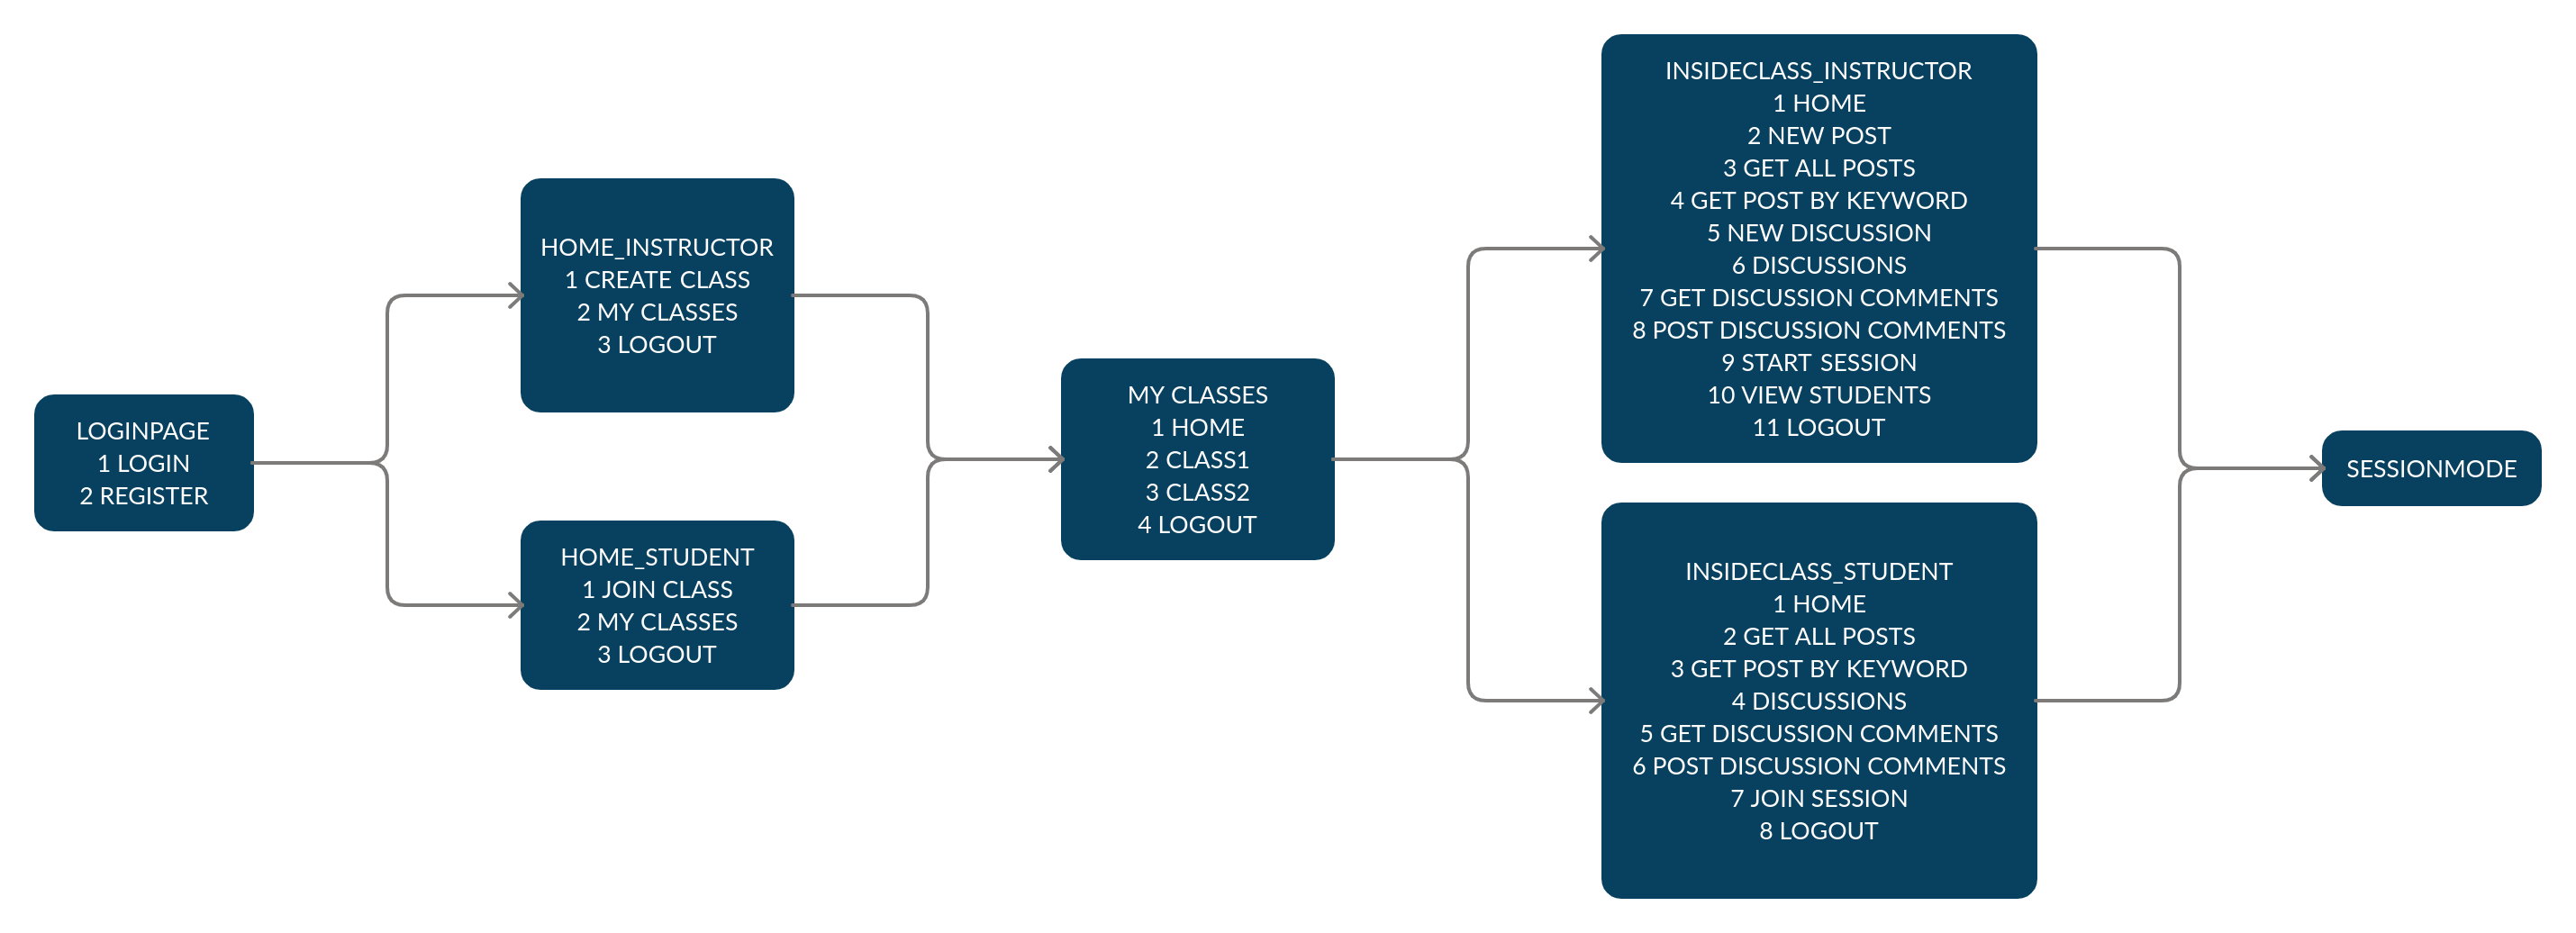 LOGINPAGE
1 LOGIN
2 REGISTER
HOME_INSTRUCTOR
1 CREATE CLASS
2 MY CLASSES
3 LOGOUT
HOME_STUDENT
1 JOIN CLASS
2 MY CLASSES
3 LOGOUT
MY CLASSES
1 HOME
2 CLASS1
3 CLASS2
4 LOGOUT
INSIDECLASS_INSTRUCTOR
1 HOME
2 NEW POST
3 GET ALL POSTS
4 GET POST BY KEYWORD
5 NEW DISCUSSION
6 DISCUSSIONS
7 GET DISCUSSION COMMENTS
8 POST DISCUSSION COMMENTS
9 START SESSION
10 VIEW STUDENTS
11 LOGOUT
INSIDECLASS_STUDENT
1 HOME
2 GET ALL POSTS
3 GET POST BY KEYWORD
4 DISCUSSIONS
5 GET DISCUSSION COMMENTS
6 POST DISCUSSION COMMENTS
7 JOIN SESSION
8 LOGOUT
SESSIONMODE